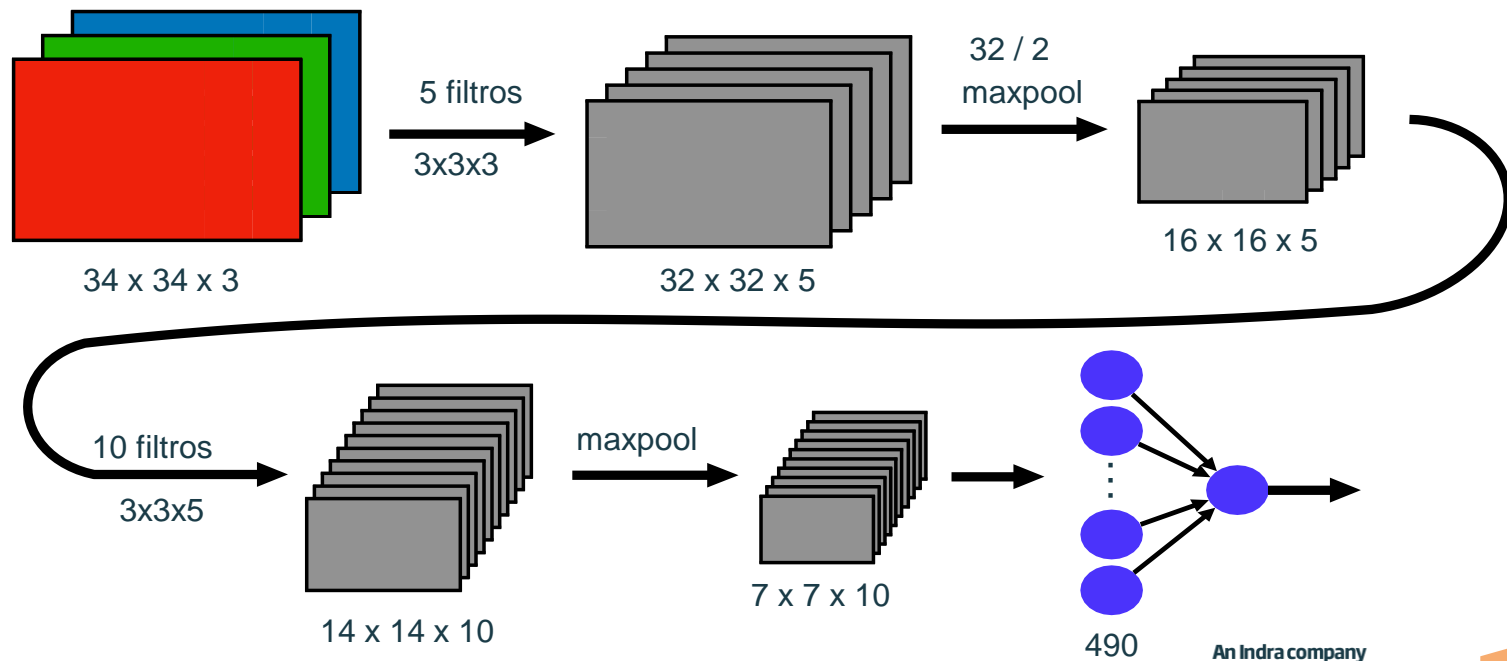 5 filtros
3x3x3
32 / 2
maxpool
34 x 34 x 3
32 x 32 x 5
16 x 16 x 5
10 filtros
3x3x5
maxpool
14 x 14 x 10
7 x 7 x 10
490
An Indra company